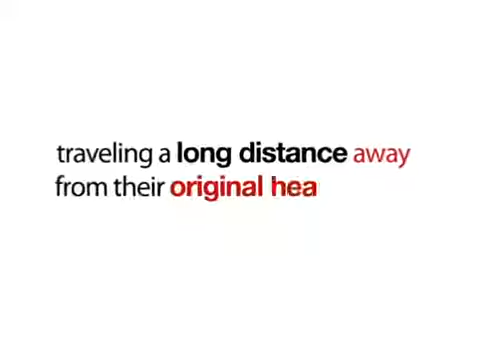 traveling a long distance away
from their original hea